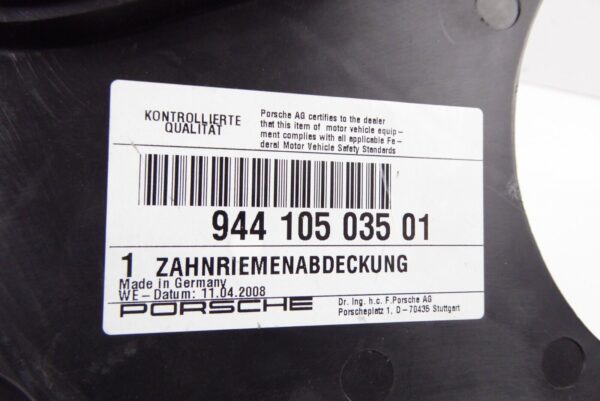 KONTROLLIERTE
QUALITAT
Porsche AG certifies to the dealer
that this item of motor vehicle equip-
ment complies with all applicable Fe-
deral Motor Vehicle Safety Standards
944 105 035 01
1 ZAHNRIEMENABDECKUNG
Made in Germany
WE-Datum: 11.04.2008
PORSCHE
Dr. Ing. h.c. F.Porsche AG
Porscheplatz 1, D-70435 Stuttgart